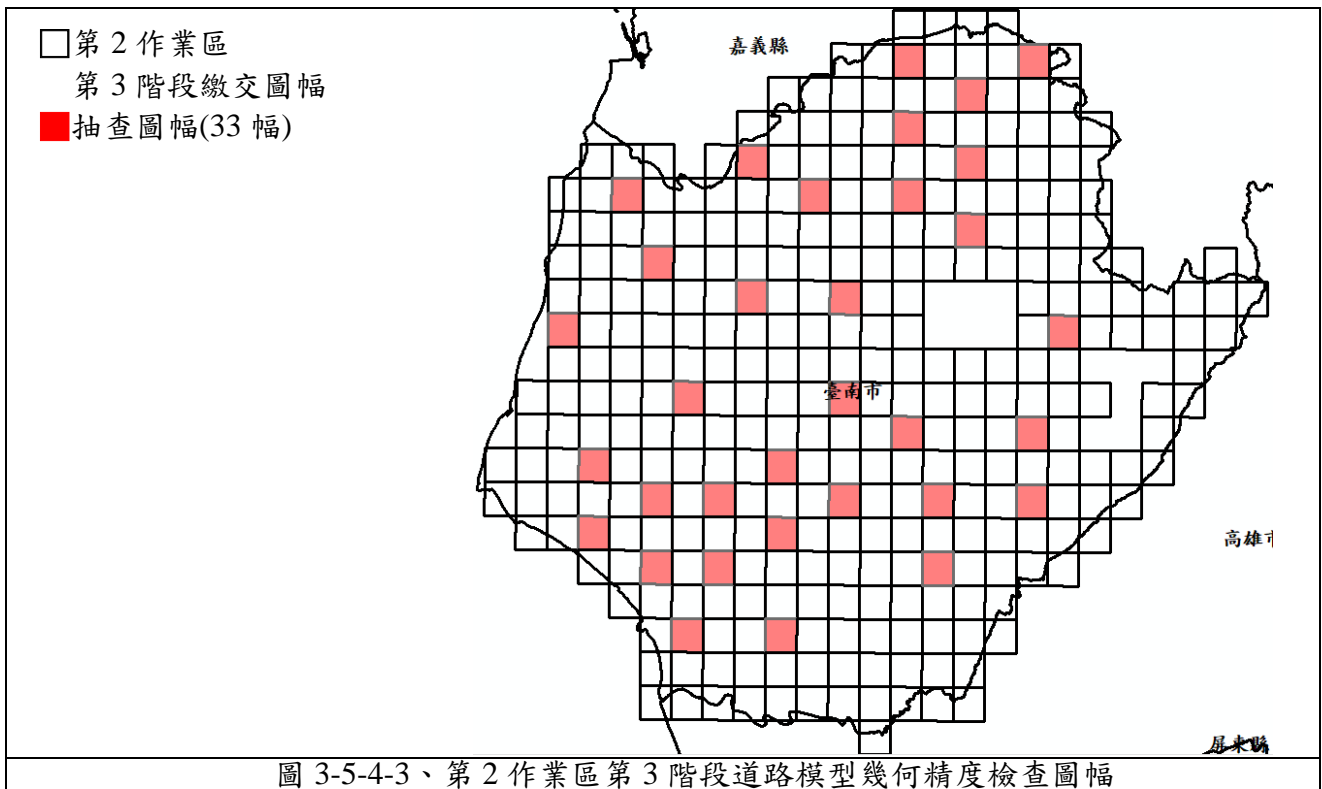 □第 2 作業區
第 3 階段繳交圖幅
■抽查圖幅(33 幅)
嘉義縣
臺南市
高雄市
屏東縣
圖 3-5-4-3、第 2 作業區第 3 階段道路模型幾何精度檢查圖幅